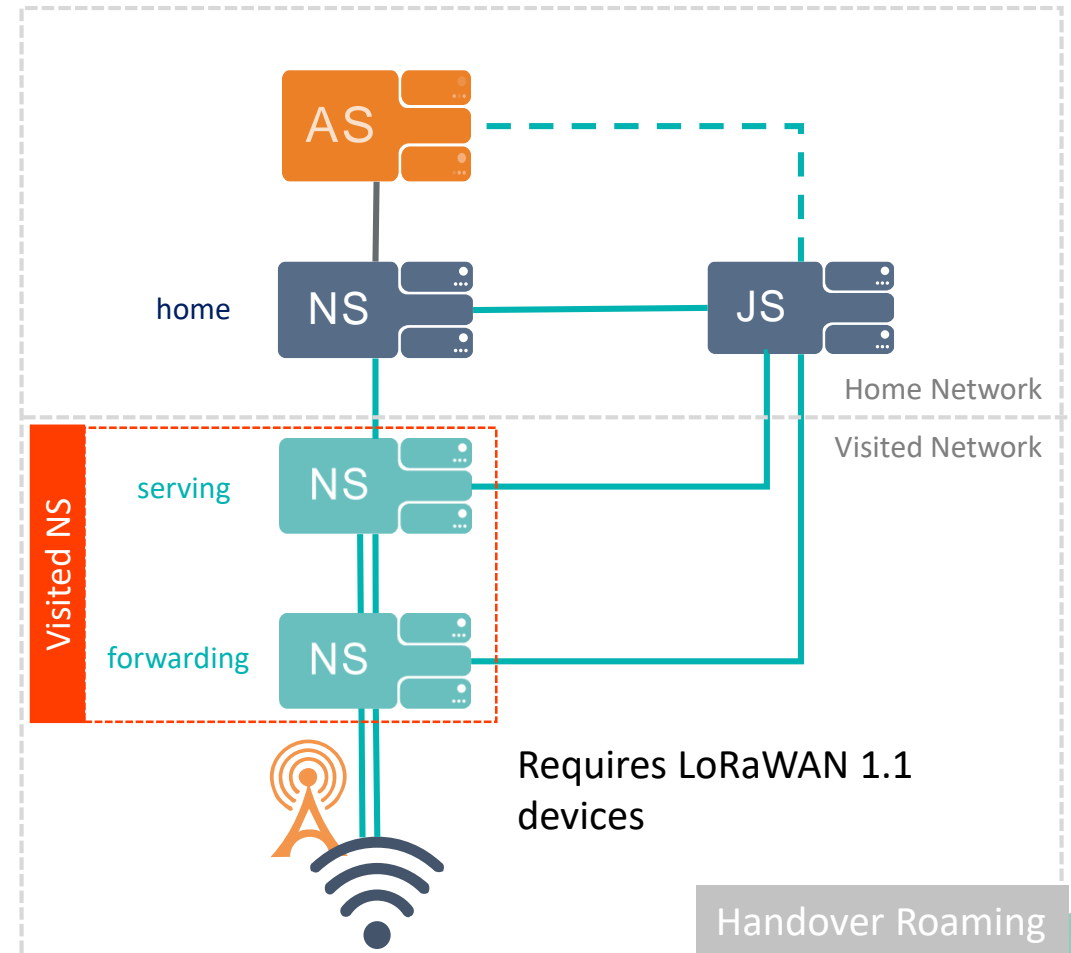 AS
home
NS
JS
Home Network
Visited Network
Visited NS
serving
NS
forwarding
NS
Requires LoRaWAN 1.1
devices
Handover Roaming